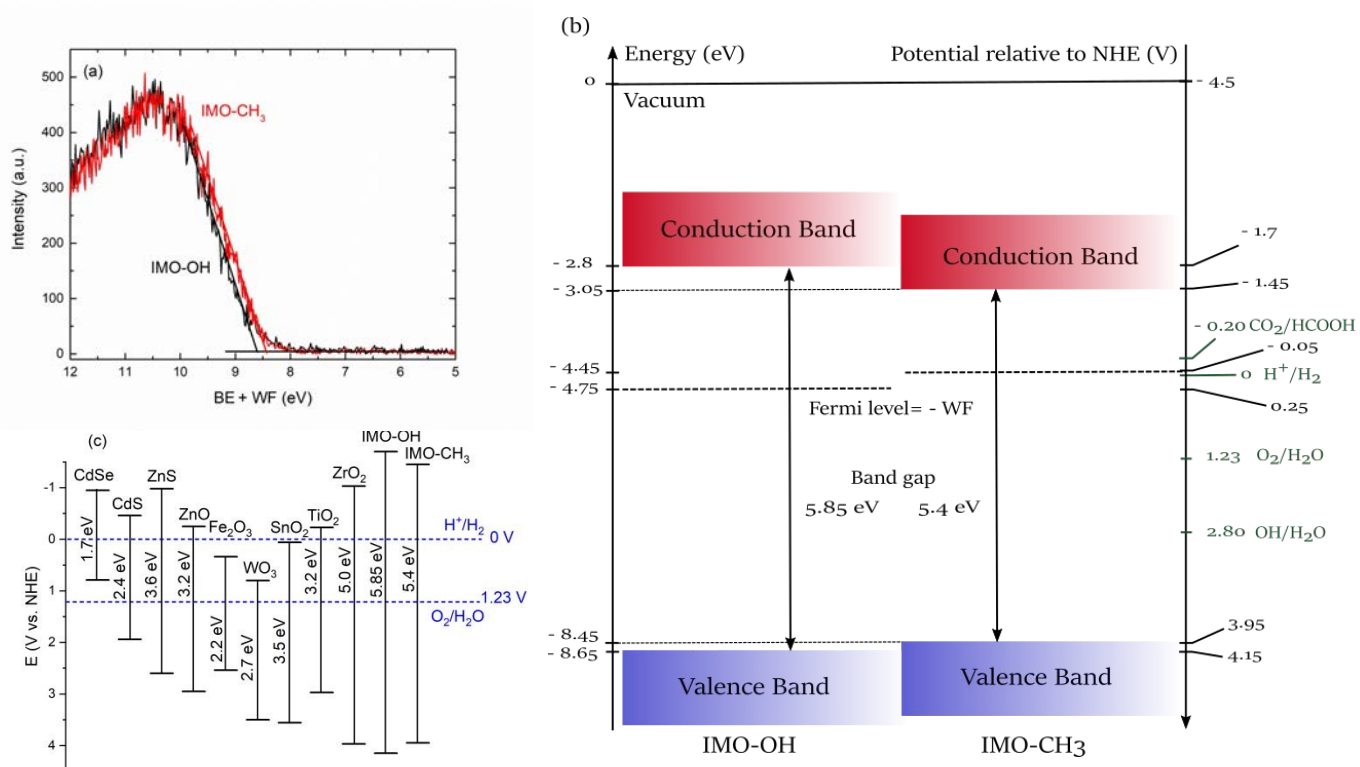 (a)
500
400
300
200
100
0
Intensity (a.u.)
IMO-CH₃
IMO-OH
12 11 10 9 8 7 6 5
BE + WF (eV)
(b)
Energy (eV)
Potential relative to NHE (V)
0
- 4.5
Vacuum
Conduction Band
Conduction Band
- 2.8
- 3.05
- 1.7
- 1.45
- 0.20 CO₂/HCOOH
- 0.05
0 H⁺/H₂
0.25
- 4.45
- 4.75
Fermi level= - WF
1.23 O₂/H₂O
Band gap
5.85 eV 5.4 eV
2.80 OH/H₂O
- 8.45
- 8.65
3.95
4.15
Valence Band
Valence Band
IMO-OH
IMO-CH3
(c)
E (V vs. NHE)
-1
0
1
2
3
4
CdSe
1.7 eV
CdS
2.4 eV
ZnS
3.6 eV
ZnO
3.2 eV
Fe₂O₃
2.2 eV
WO₃
2.7 eV
SnO₂
3.5 eV
TiO₂
3.2 eV
ZrO₂
5.0 eV
IMO-OH
5.85 eV
IMO-CH₃
5.4 eV
H⁺/H₂
0 V
1.23 V
O₂/H₂O